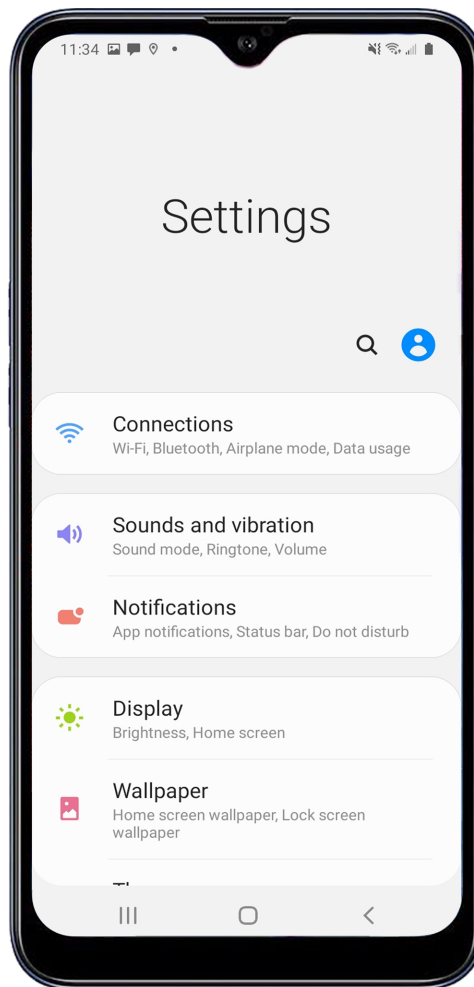 11:34
Settings
Connections
Wi-Fi, Bluetooth, Airplane mode, Data usage
Sounds and vibration
Sound mode, Ringtone, Volume
Notifications
App notifications, Status bar, Do not disturb
Display
Brightness, Home screen
Wallpaper
Home screen wallpaper, Lock screen
wallpaper